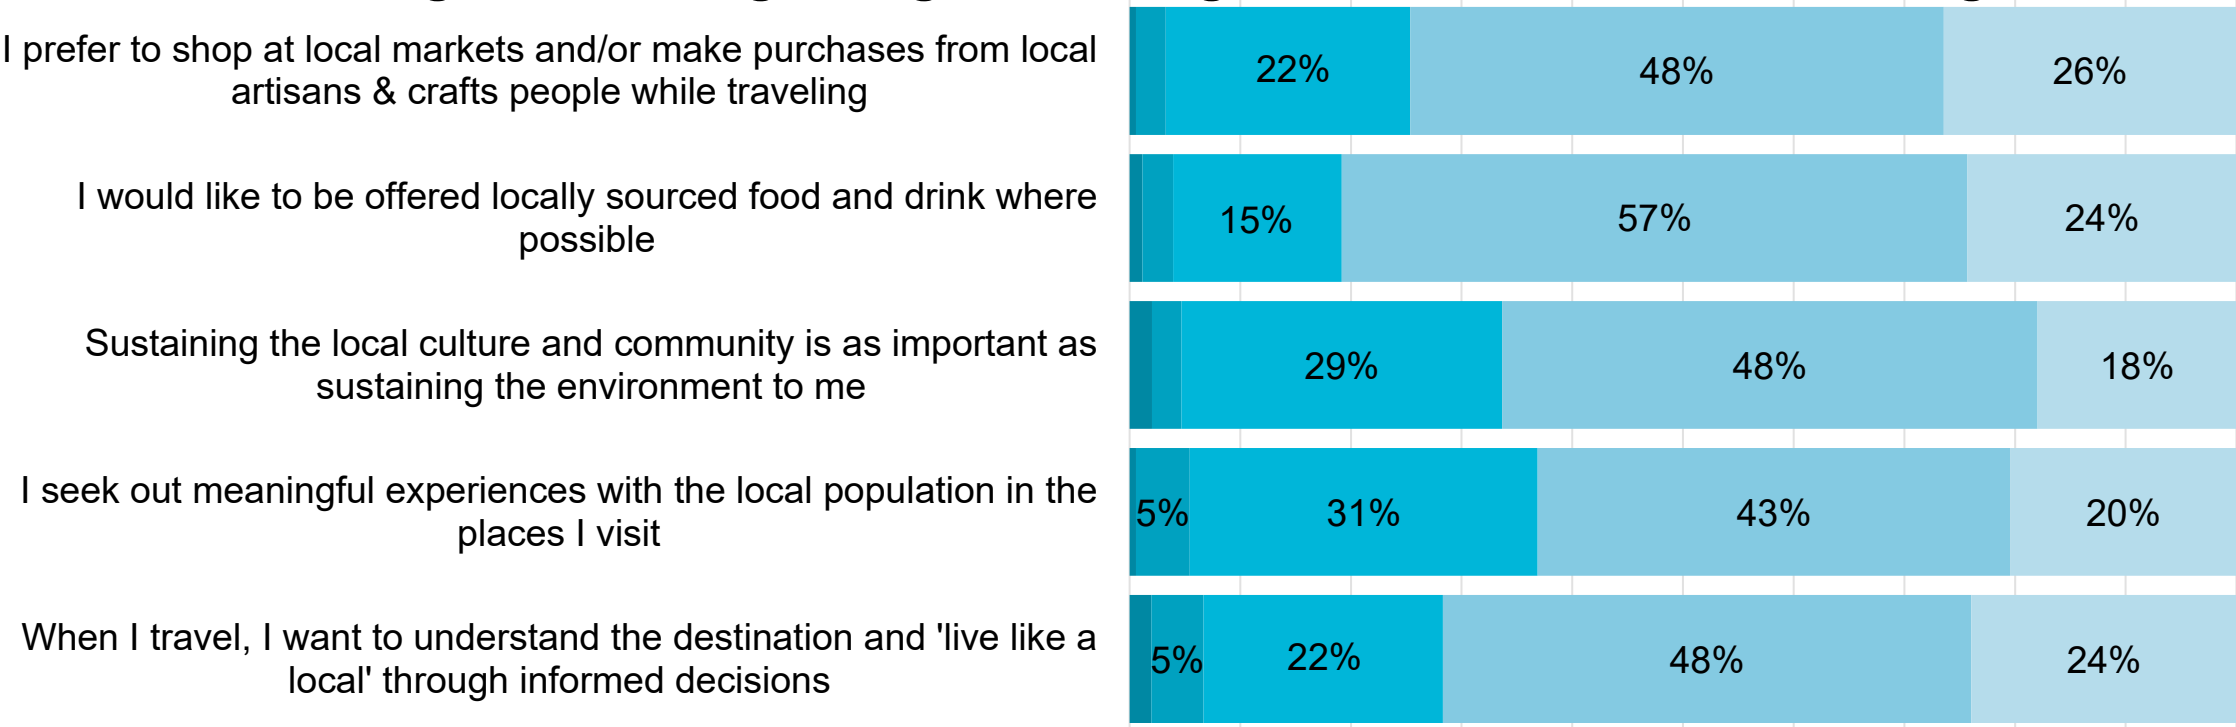 I prefer to shop at local markets and/or make purchases from local
artisans & crafts people while traveling
22% 48% 26%
I would like to be offered locally sourced food and drink where
possible
15% 57% 24%
Sustaining the local culture and community is as important as
sustaining the environment to me
29% 48% 18%
I seek out meaningful experiences with the local population in the
places I visit
5% 31% 43% 20%
When I travel, I want to understand the destination and 'live like a
local' through informed decisions
5% 22% 48% 24%